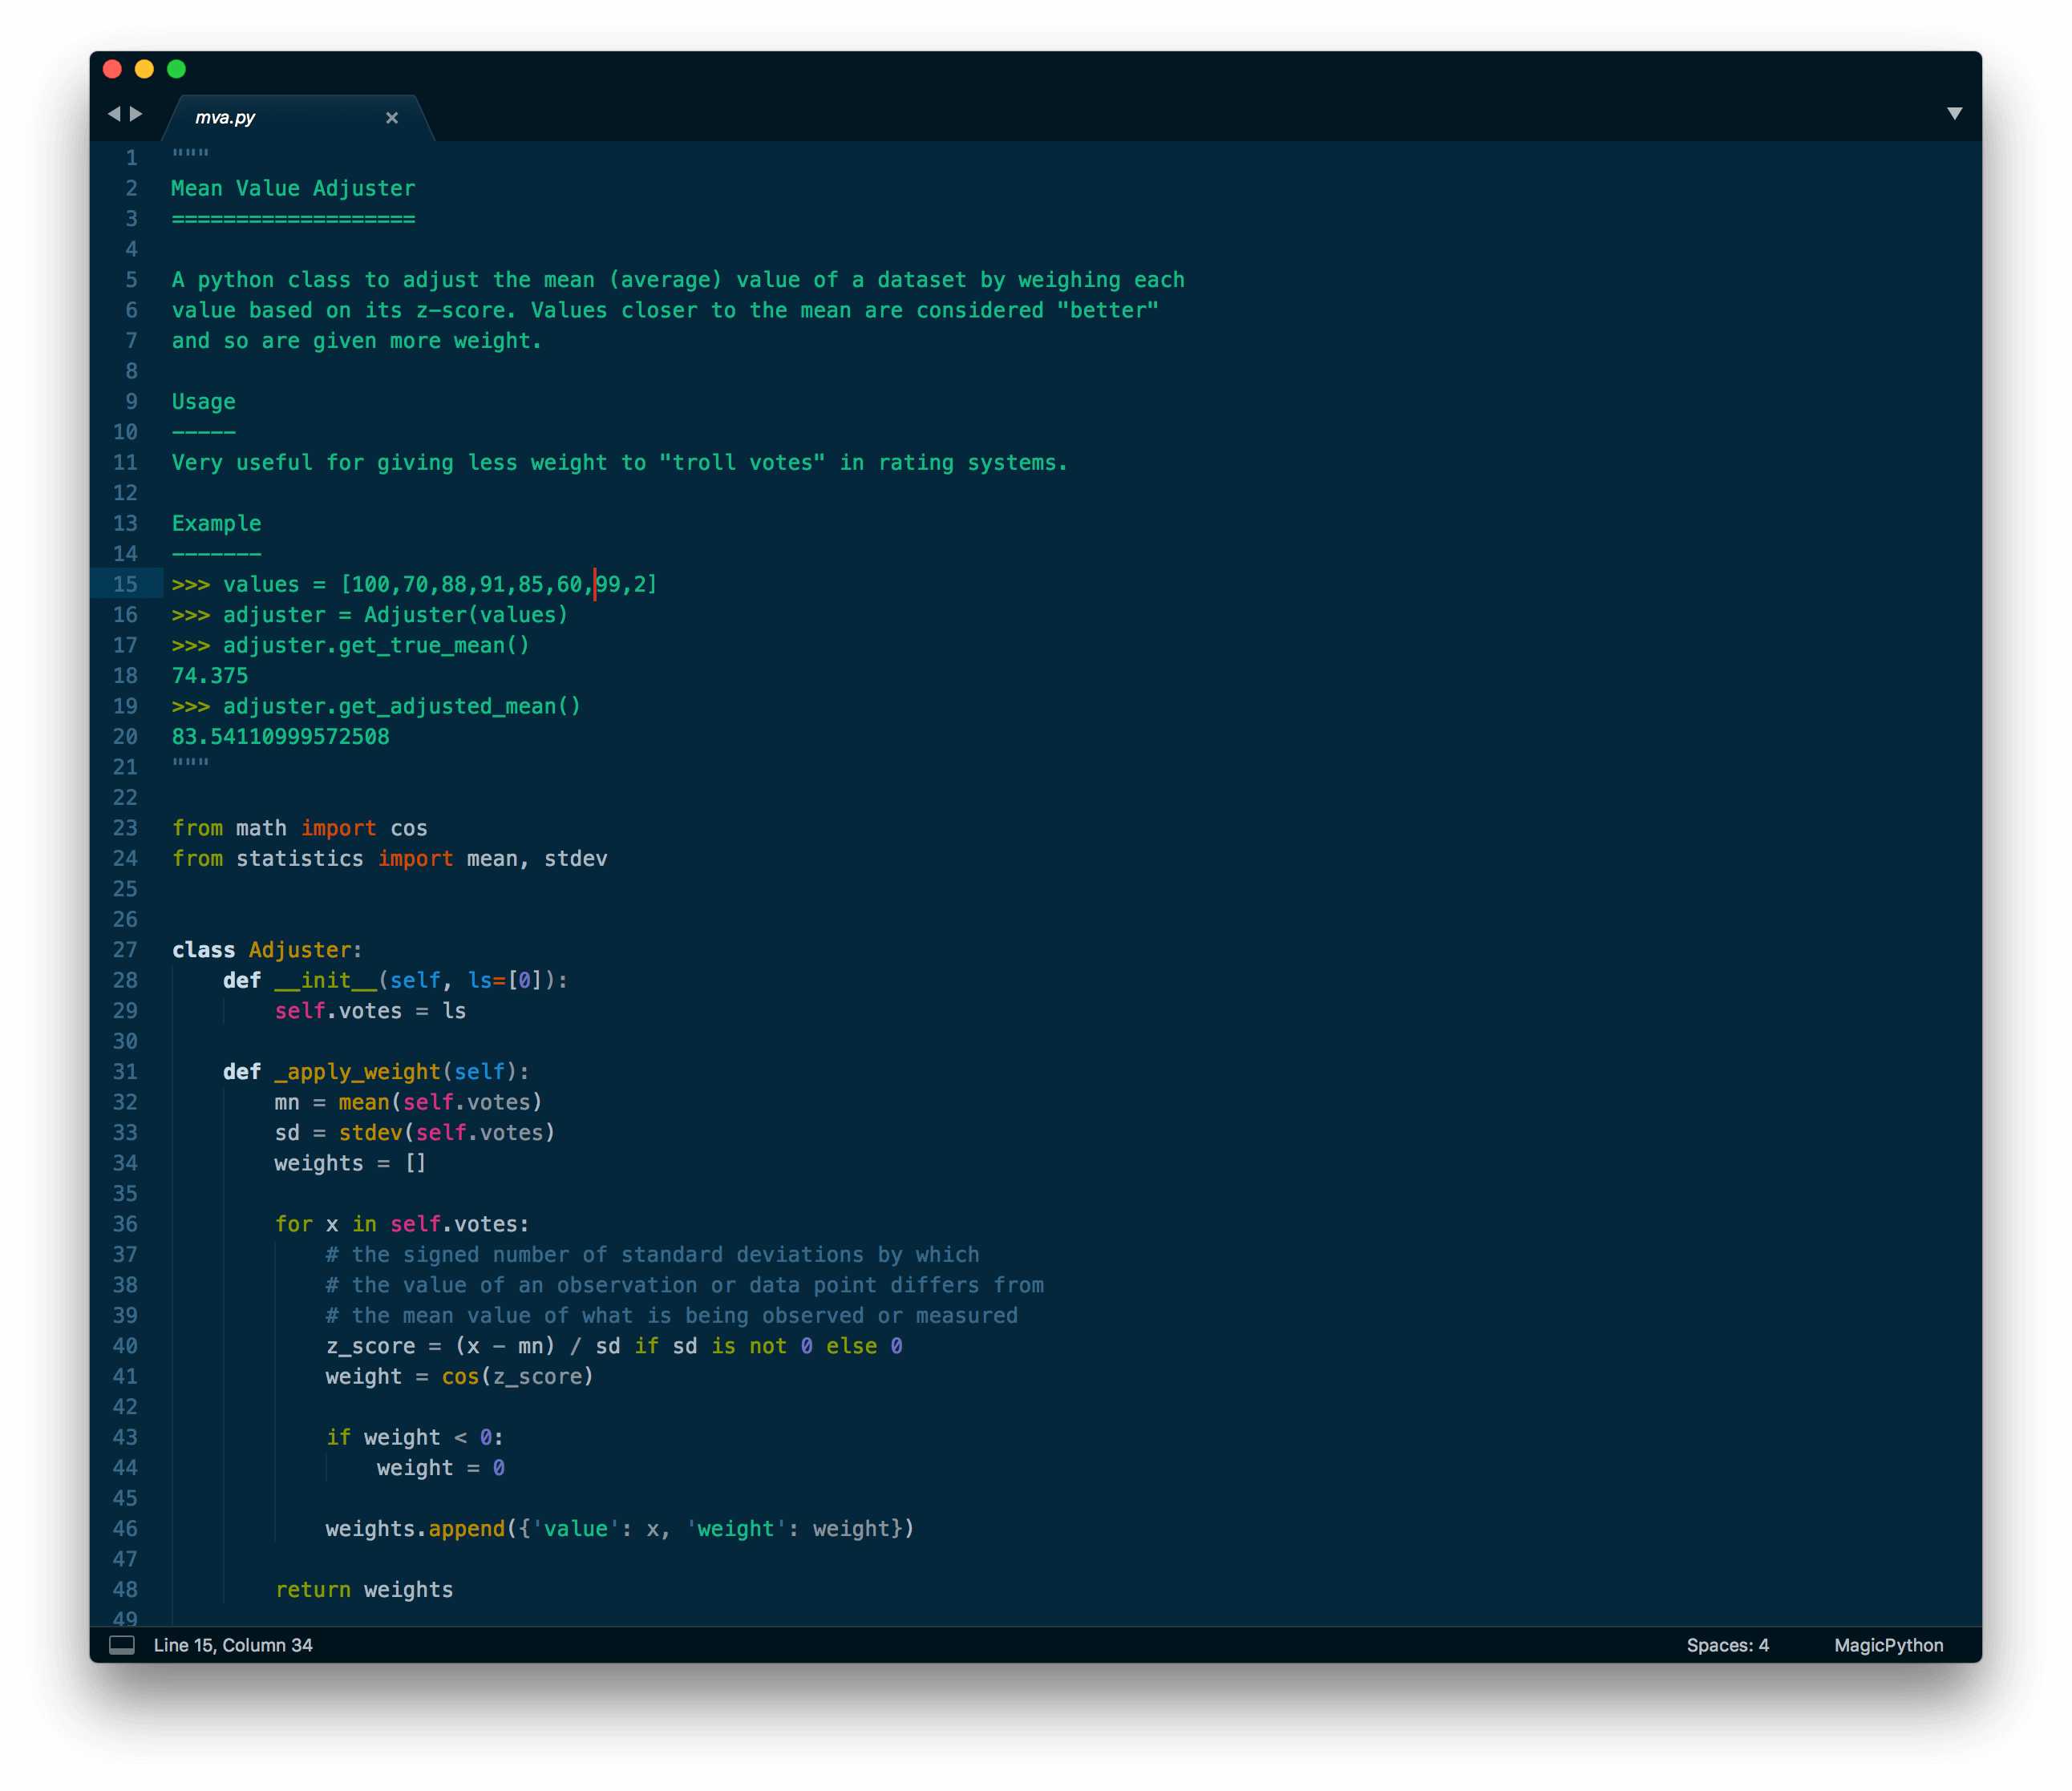 mva.py
1 """
2 Mean Value Adjuster
3 ===================
4
5 A python class to adjust the mean (average) value of a dataset by weighing each
6 value based on its z-score. Values closer to the mean are considered "better"
7 and so are given more weight.
8
9 Usage
10 -----
11 Very useful for giving less weight to "troll votes" in rating systems.
12
13 Example
14 -------
15 >>> values = [100,70,88,91,85,60,99,2]
16 >>> adjuster = Adjuster(values)
17 >>> adjuster.get_true_mean()
18 74.375
19 >>> adjuster.get_adjusted_mean()
20 83.54110999572508
21 """
22
23 from math import cos
24 from statistics import mean, stdev
25
26
27 class Adjuster:
28     def __init__(self, ls=[0]):
29         self.votes = ls
30
31     def _apply_weight(self):
32         mn = mean(self.votes)
33         sd = stdev(self.votes)
34         weights = []
35
36         for x in self.votes:
37             # the signed number of standard deviations by which
38             # the value of an observation or data point differs from
39             # the mean value of what is being observed or measured
40             z_score = (x - mn) / sd if sd is not 0 else 0
41             weight = cos(z_score)
42
43             if weight < 0:
44                 weight = 0
45
46             weights.append({'value': x, 'weight': weight})
47
48         return weights
49
Line 15, Column 34
Spaces: 4
MagicPython